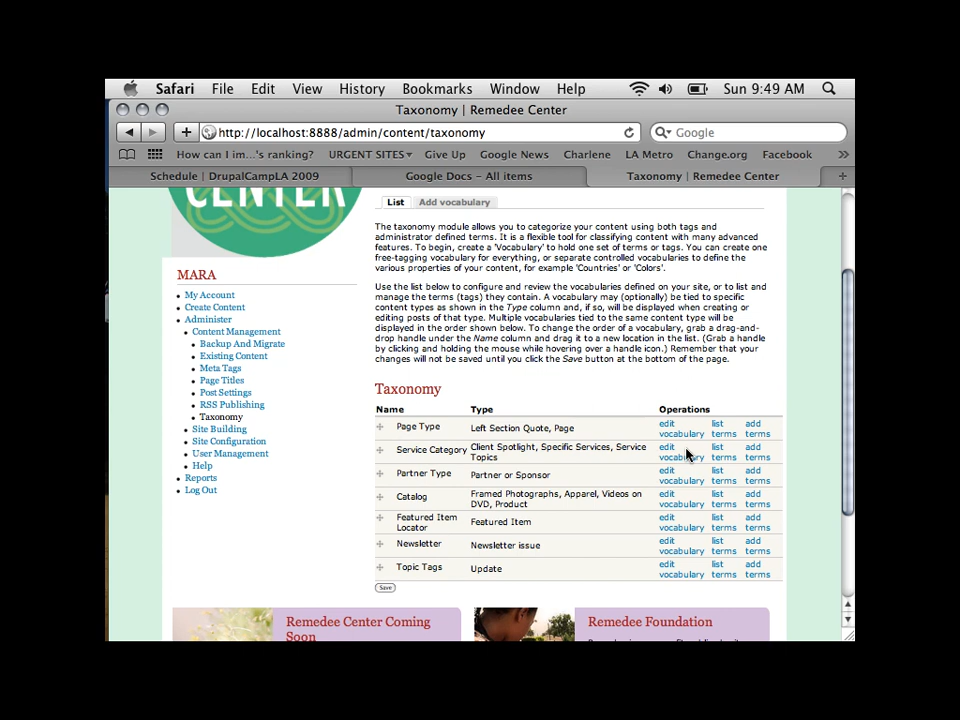 Safari File Edit View History Bookmarks Window Help Sun 9:49 AM
Taxonomy | Remedee Center
http://localhost:8888/admin/content/taxonomy Google
How can I im...'s ranking? URGENT SITES Give Up Google News Charlene LA Metro Change.org Facebook
Schedule | DrupalCampLA 2009 Google Docs - All items Taxonomy | Remedee Center
CENTER
List Add vocabulary
The taxonomy module allows you to categorize your content using both tags and
administrator defined terms. It is a flexible tool for classifying content with many advanced
features. To begin, create a 'Vocabulary' to hold one set of terms or tags. You can create one
free-tagging vocabulary for everything, or separate controlled vocabularies to define the
various properties of your content, for example 'Countries' or 'Colors'.
Use the list below to configure and review the vocabularies defined on your site, or to list and
manage the terms (tags) they contain. A vocabulary may (optionally) be tied to specific
content types as shown in the Type column and, if so, will be displayed when creating or
editing posts of that type. Multiple vocabularies tied to the same content type will be
displayed in the order shown below. To change the order of a vocabulary, grab a drag-and-
drop handle under the Name column and drag it to a new location in the list. (Grab a handle
by clicking and holding the mouse while hovering over a handle icon.) Remember that your
changes will not be saved until you click the Save button at the bottom of the page.
MARA
My Account
Create Content
Administer
Content Management
Backup And Migrate
Existing Content
Meta Tags
Page Titles
Post Settings
RSS Publishing
Taxonomy
Site Building
Site Configuration
User Management
Help
Reports
Log Out
Taxonomy
Name Type Operations
Page Type Left Section Quote, Page edit vocabulary list terms add terms
Service Category Client Spotlight, Specific Services, Service Topics edit vocabulary list terms add terms
Partner Type Partner or Sponsor edit vocabulary list terms add terms
Catalog Framed Photographs, Apparel, Videos on DVD, Product edit vocabulary list terms add terms
Featured Item Locator Featured Item edit vocabulary list terms add terms
Newsletter Newsletter issue edit vocabulary list terms add terms
Topic Tags Update edit vocabulary list terms add terms
Save
Remedee Center Coming
Soon
Remedee Foundation